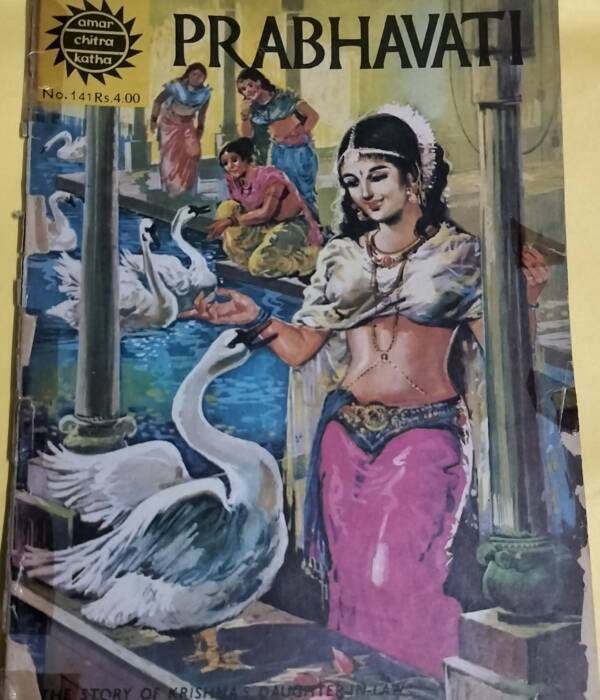 amar
chitra
katha
PRABHAVATI
No.141 Rs.4.00
THE STORY OF KRISHNA'S DAUGHTER-IN-LAW